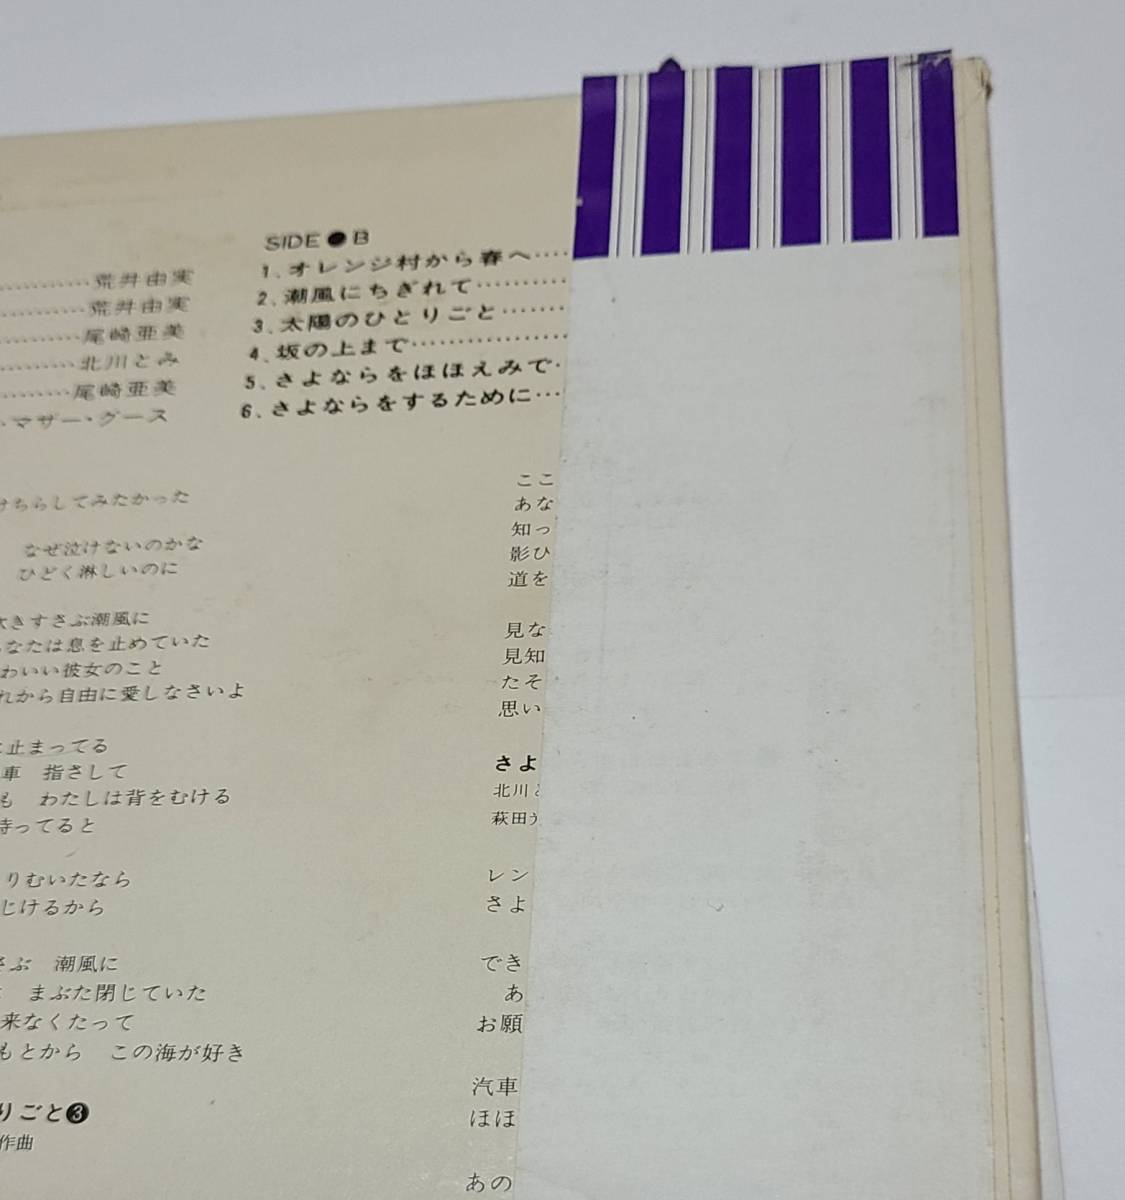 荒井由実
荒井由実
尾崎亜美
北川とみ
尾崎亜美
マザー・グース
SIDE●B
1.オレンジ村から春へ‥‥
2.潮風にちぎれて‥‥‥‥
3.太陽のひとりごと‥‥‥
4.坂の上まで‥‥‥‥‥‥
5.さよならをほほえみで‥
6.さよならをするために‥
けちらしてみたかった
なぜ泣けないのかな
ひどく淋しいのに
吹きすさぶ潮風に
なたは息を止めていた
わいい彼女のこと
れから自由に愛しなさいよ
止まってる
車　指さして
も　わたしは背をむける
待ってると
りむいたなら
じけるから
さぶ　潮風に
まぶた閉じていた
来なくたって
もとから　この海が好き
りごと❸
作曲
ここ
あな
知っ
影ひ
道を
見な
見知
たそ
思い
さよ
北川と
萩田
レン
さよ
でき
あ
お願
汽車
ほほ
あの